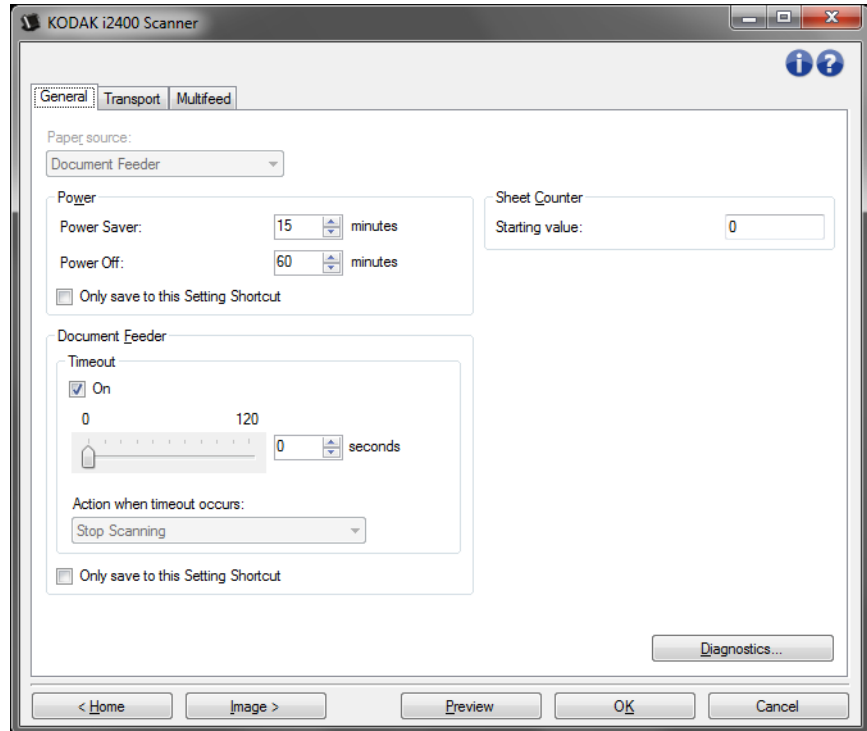 KODAK i2400 Scanner
General Transport Multifeed
Paper source:
Document Feeder
Power
Power Saver: 15 minutes
Power Off: 60 minutes
Only save to this Setting Shortcut
Sheet Counter
Starting value: 0
Document Feeder
Timeout
On
0 120
0 seconds
Action when timeout occurs:
Stop Scanning
Only save to this Setting Shortcut
Diagnostics...
< Home Image > Preview OK Cancel